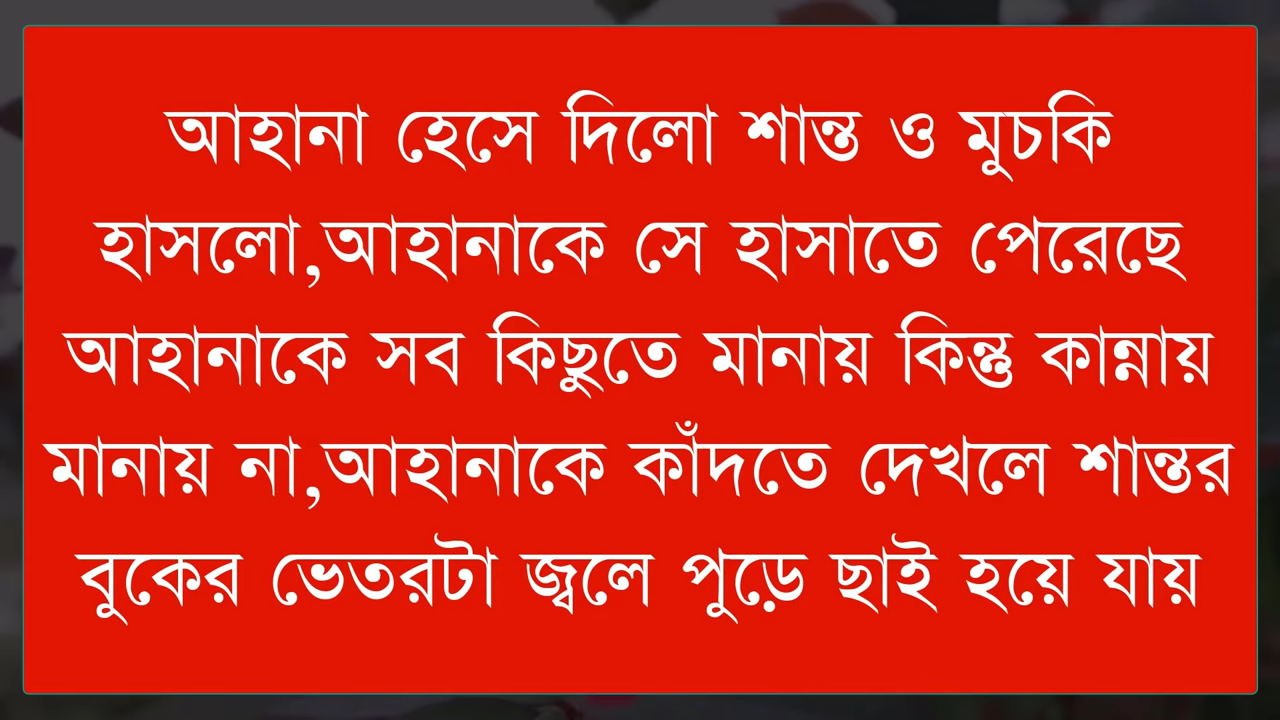 আহানা হেসে দিলো শান্ত ও মুচকি
হাসলো,আহানাকে সে হাসাতে পেরেছে
আহানাকে সব কিছুতে মানায় কিন্তু কান্নায়
মানায় না,আহানাকে কাঁদতে দেখলে শান্তর
বুকের ভেতরটা জ্বলে পুড়ে ছাই হয়ে যায়